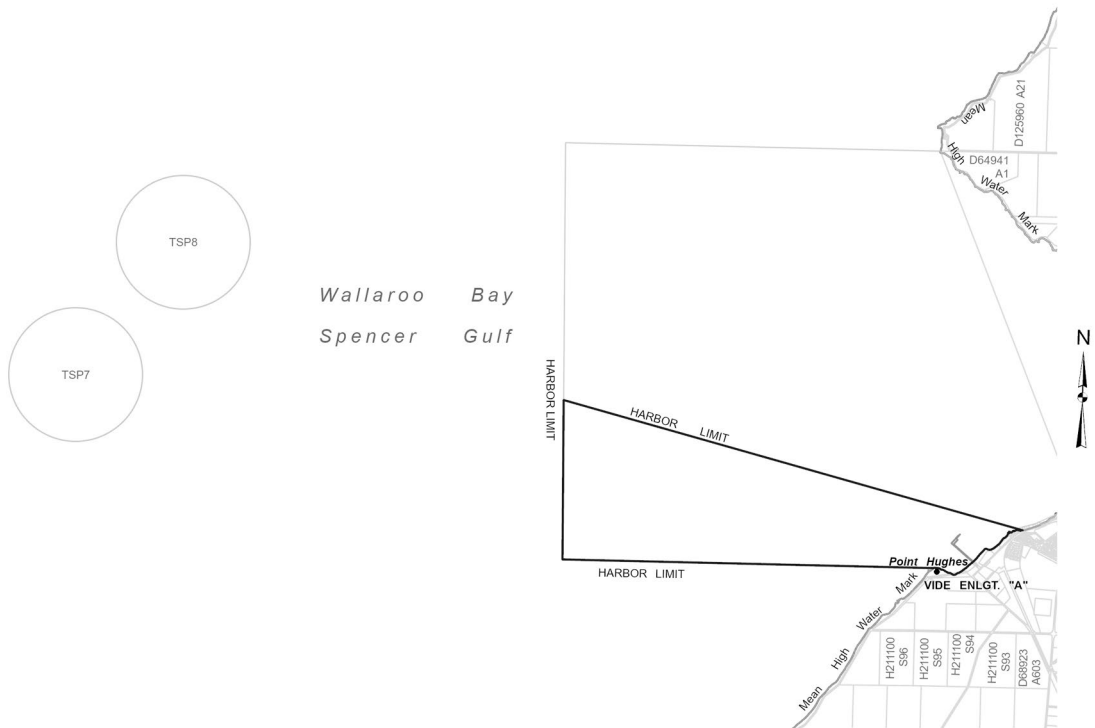 D125960 A21
Mean
High
D64941
A1
Water
Mark
TSP8
Wallaroo Bay
Spencer Gulf
N
TSP7
HARBOR LIMIT
HARBOR LIMIT
Point Hughes
HARBOR LIMIT
VIDE ENLGT. "A"
Mark
Water
High
Mean
H211100
S96
H211100
S95
H211100
S94
H211100
S93
D68923
A603